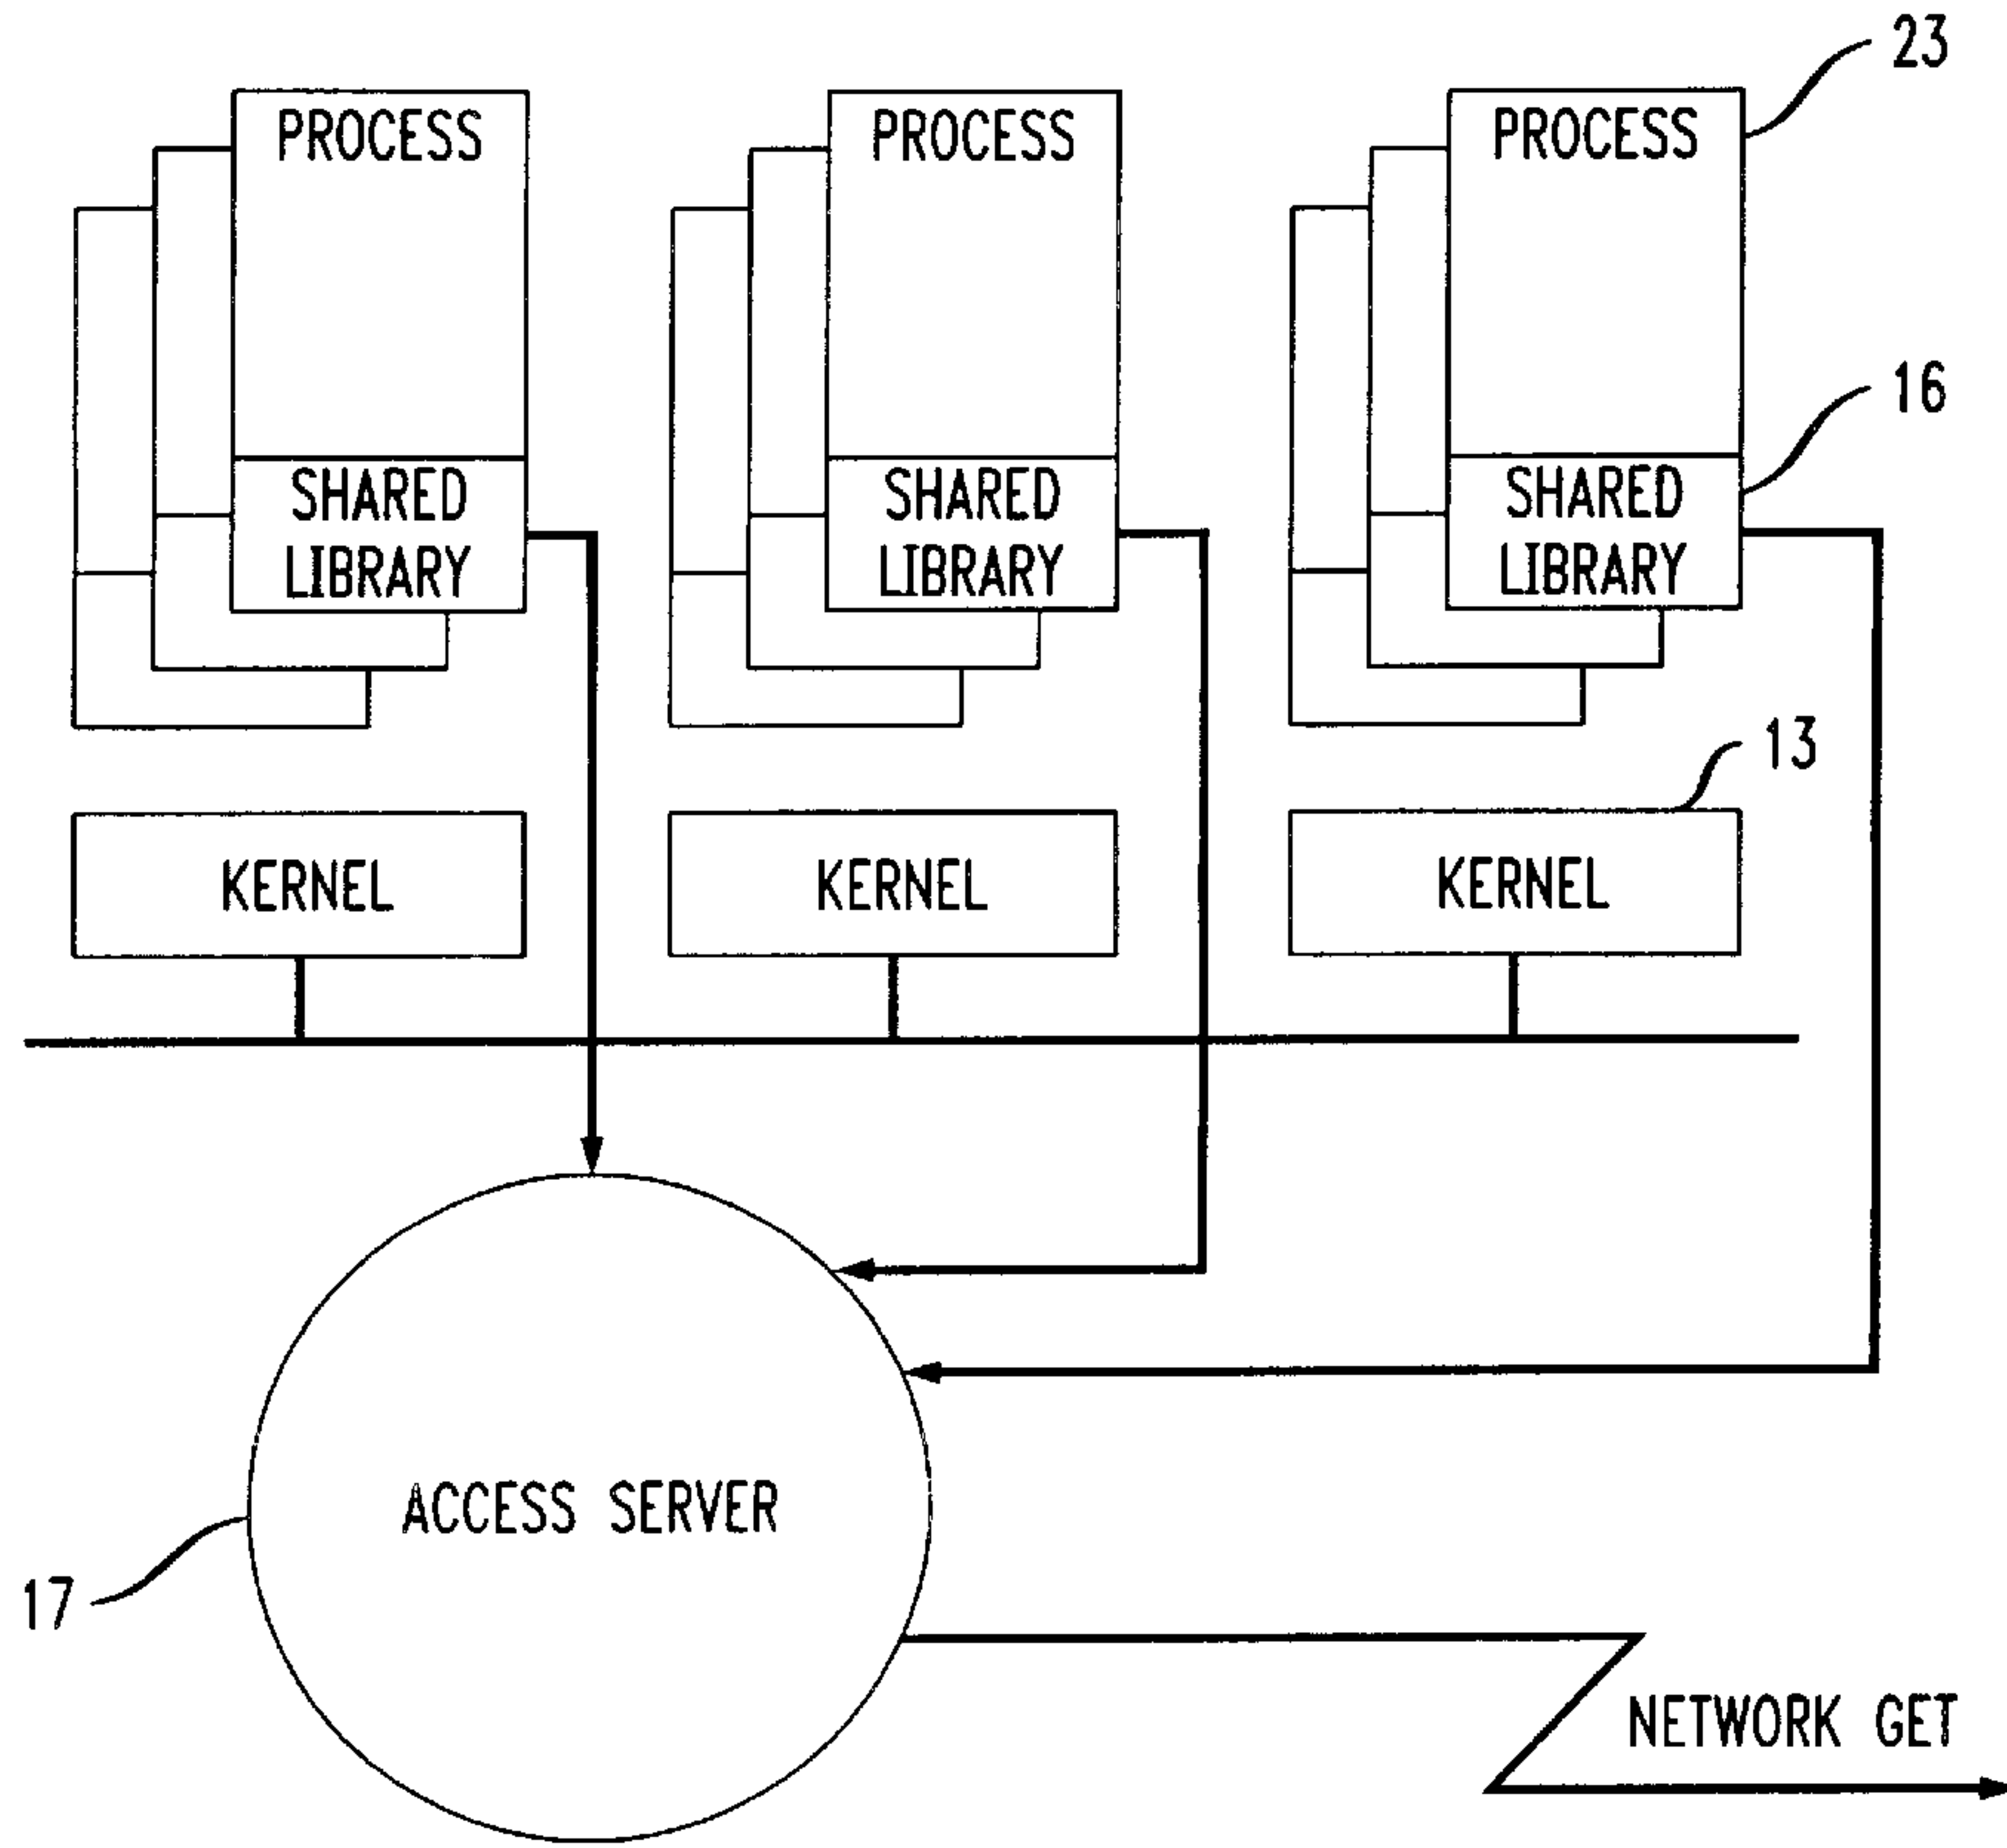 23
PROCESS
PROCESS
PROCESS
16
SHARED
LIBRARY
SHARED
LIBRARY
SHARED
LIBRARY
13
KERNEL
KERNEL
KERNEL
ACCESS SERVER
17
NETWORK GET